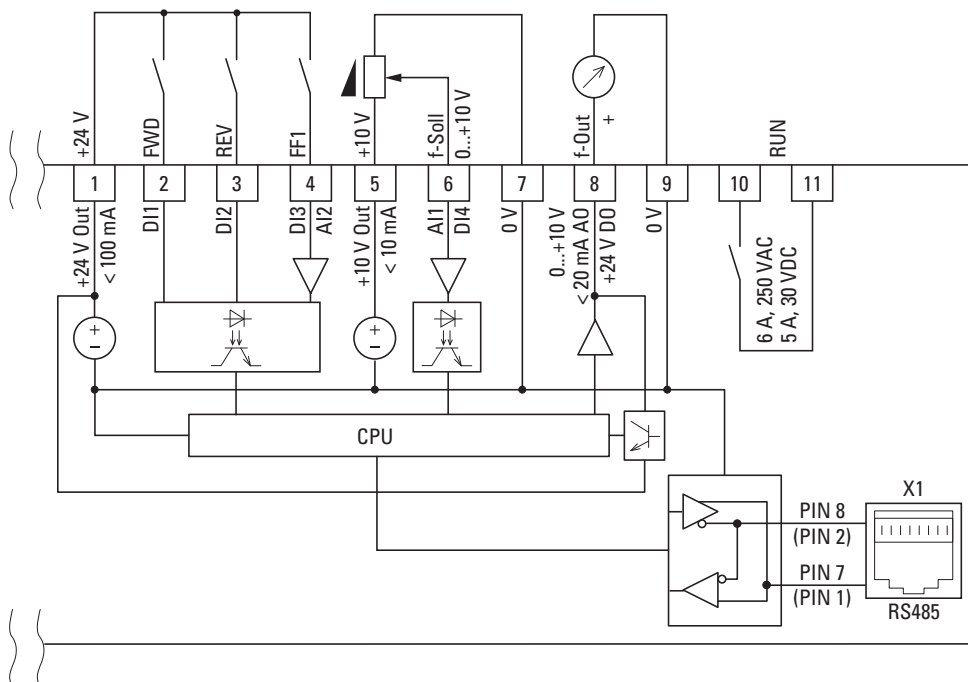 +24 V
FWD
REV
FF1
+10 V
f-Soll
0...+10 V
f-Out
+
RUN
1
2
3
4
5
6
7
8
9
10
11
+24 V Out
< 100 mA
DI1
DI2
DI3
AI2
+10 V Out
< 10 mA
AI1
DI4
0 V
0...+10 V
< 20 mA AO
+24 V DO
0 V
6 A, 250 VAC
5 A, 30 VDC
+
−
+
−
CPU
X1
PIN 8
(PIN 2)
PIN 7
(PIN 1)
RS485